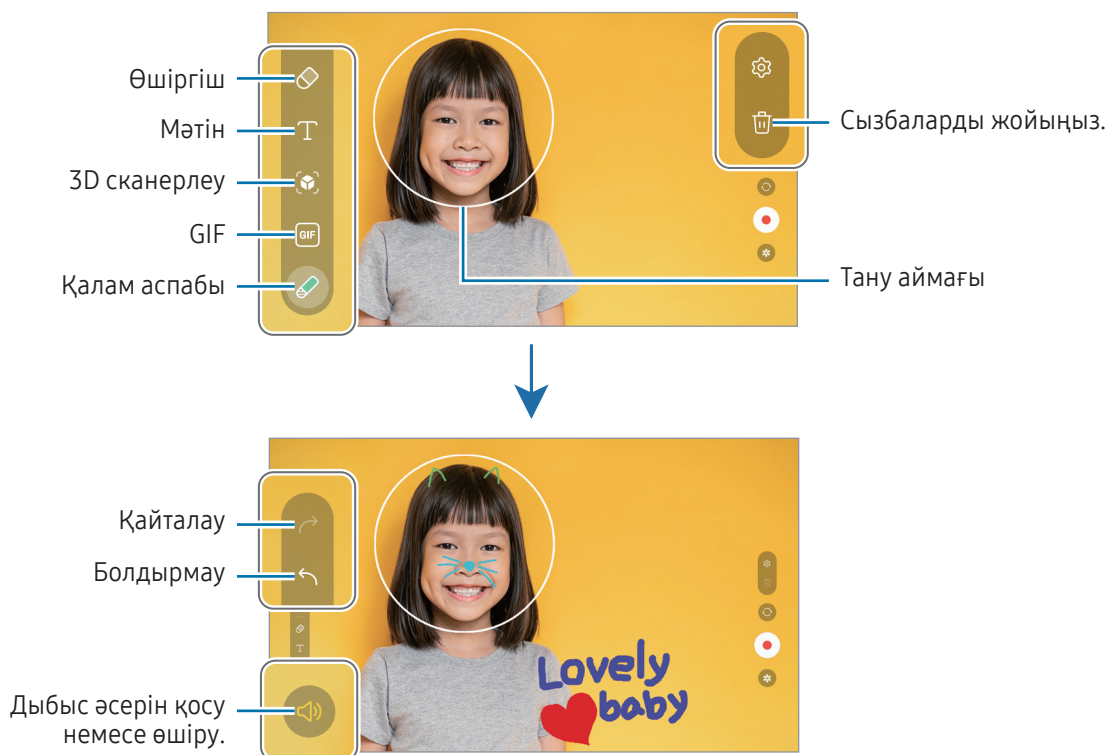 Өшіргіш
Мәтін
3D сканерлеу
GIF
Қалам аспабы
T
GIF
Сызбаларды жойыңыз.
Тану аймағы
Қайталау
Болдырмау
T
Дыбыс әсерін қосу
немесе өшіру.
Lovely
baby